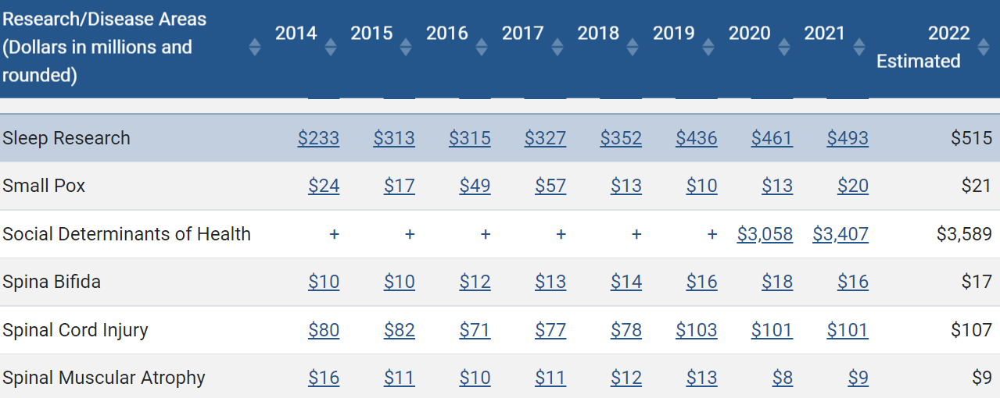 Research/Disease Areas
(Dollars in millions and
rounded)
2014 2015 2016 2017 2018 2019 2020 2021 2022
Estimated
Sleep Research $233 $313 $315 $327 $352 $436 $461 $493 $515
Small Pox $24 $17 $49 $57 $13 $10 $13 $20 $21
Social Determinants of Health + + + + + + $3,058 $3,407 $3,589
Spina Bifida $10 $10 $12 $13 $14 $16 $18 $16 $17
Spinal Cord Injury $80 $82 $71 $77 $78 $103 $101 $101 $107
Spinal Muscular Atrophy $16 $11 $10 $11 $12 $13 $8 $9 $9